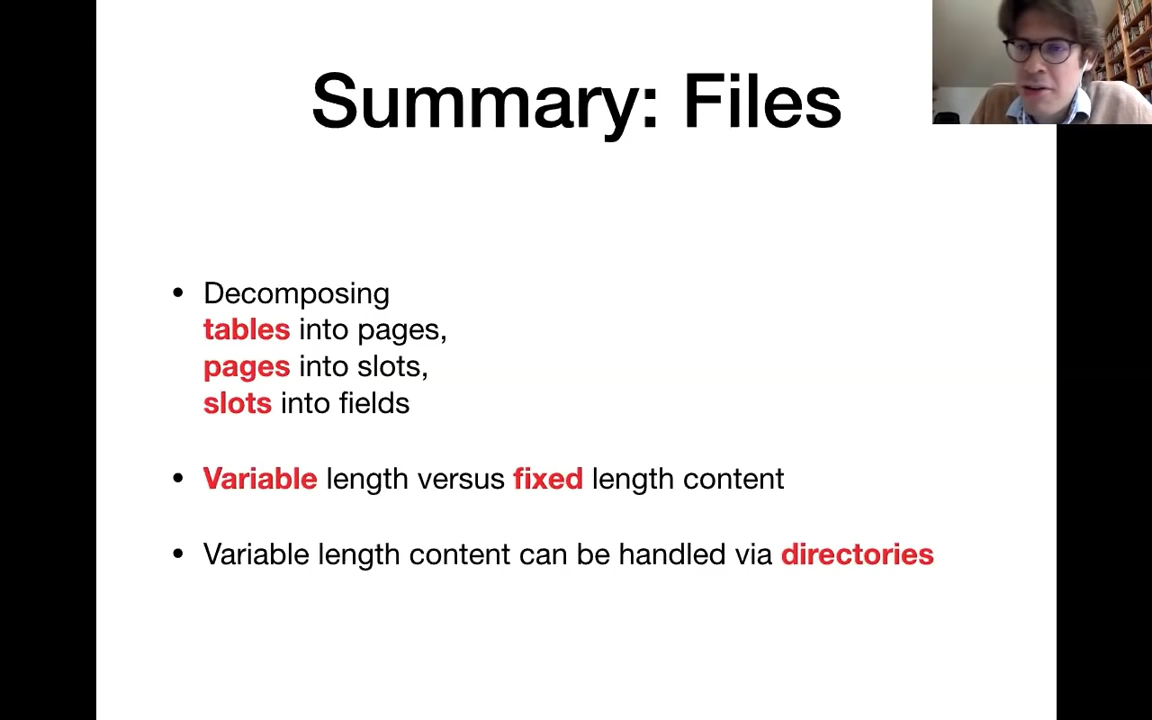 Summary: Files
• Decomposing
tables into pages,
pages into slots,
slots into fields
• Variable length versus fixed length content
• Variable length content can be handled via directories